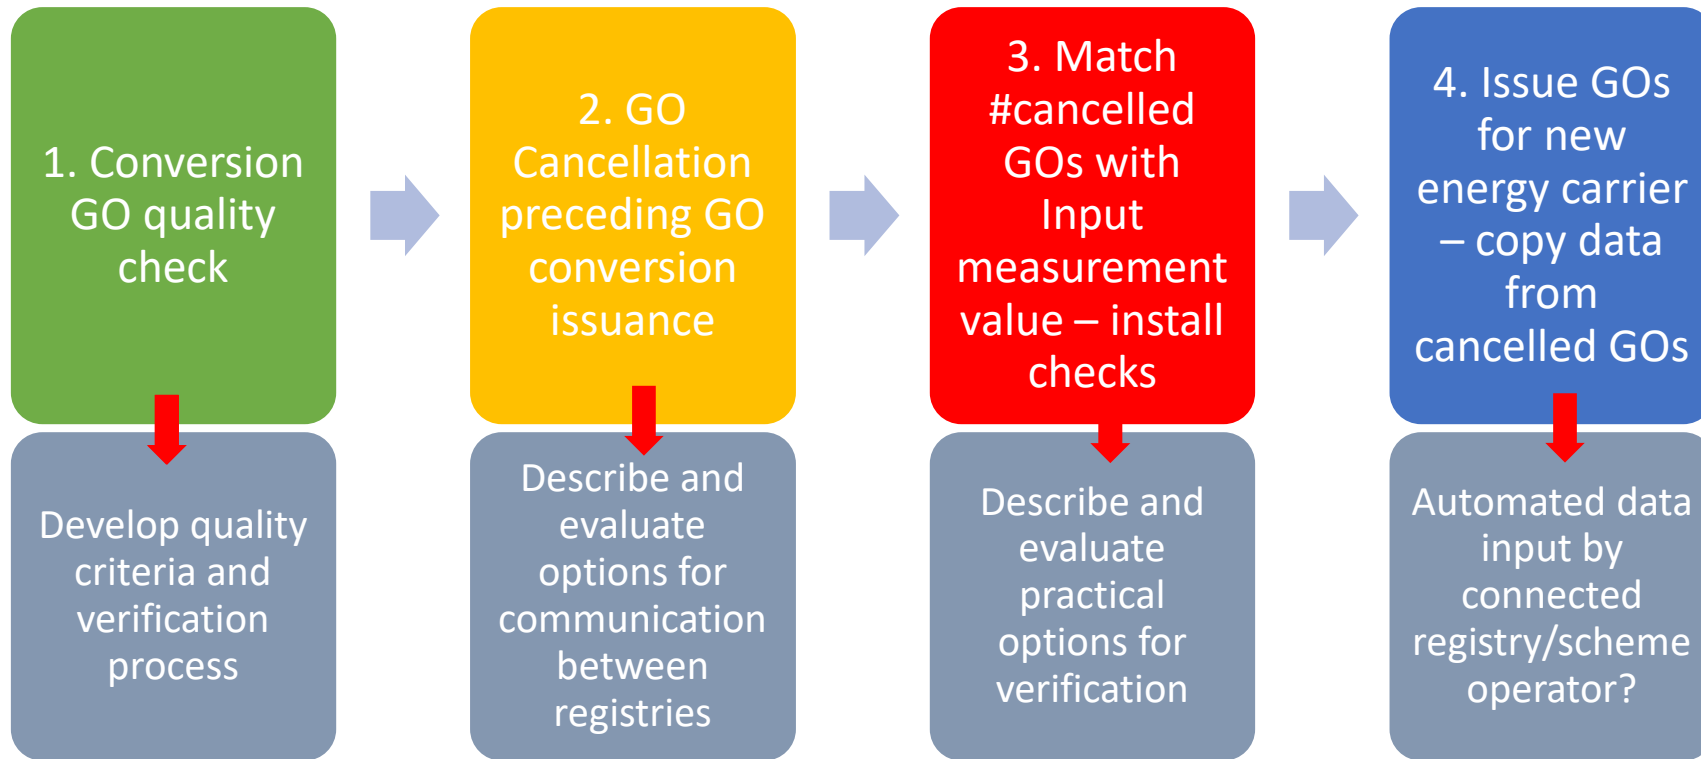 1. Conversion
GO quality
check
2. GO
Cancellation
preceding GO
conversion
issuance
3. Match
#cancelled
GOs with
Input
measurement
value – install
checks
4. Issue GOs
for new
energy carrier
– copy data
from
cancelled GOs
Develop quality
criteria and
verification
process
Describe and
evaluate
options for
communication
between
registries
Describe and
evaluate
practical
options for
verification
Automated data
input by
connected
registry/scheme
operator?